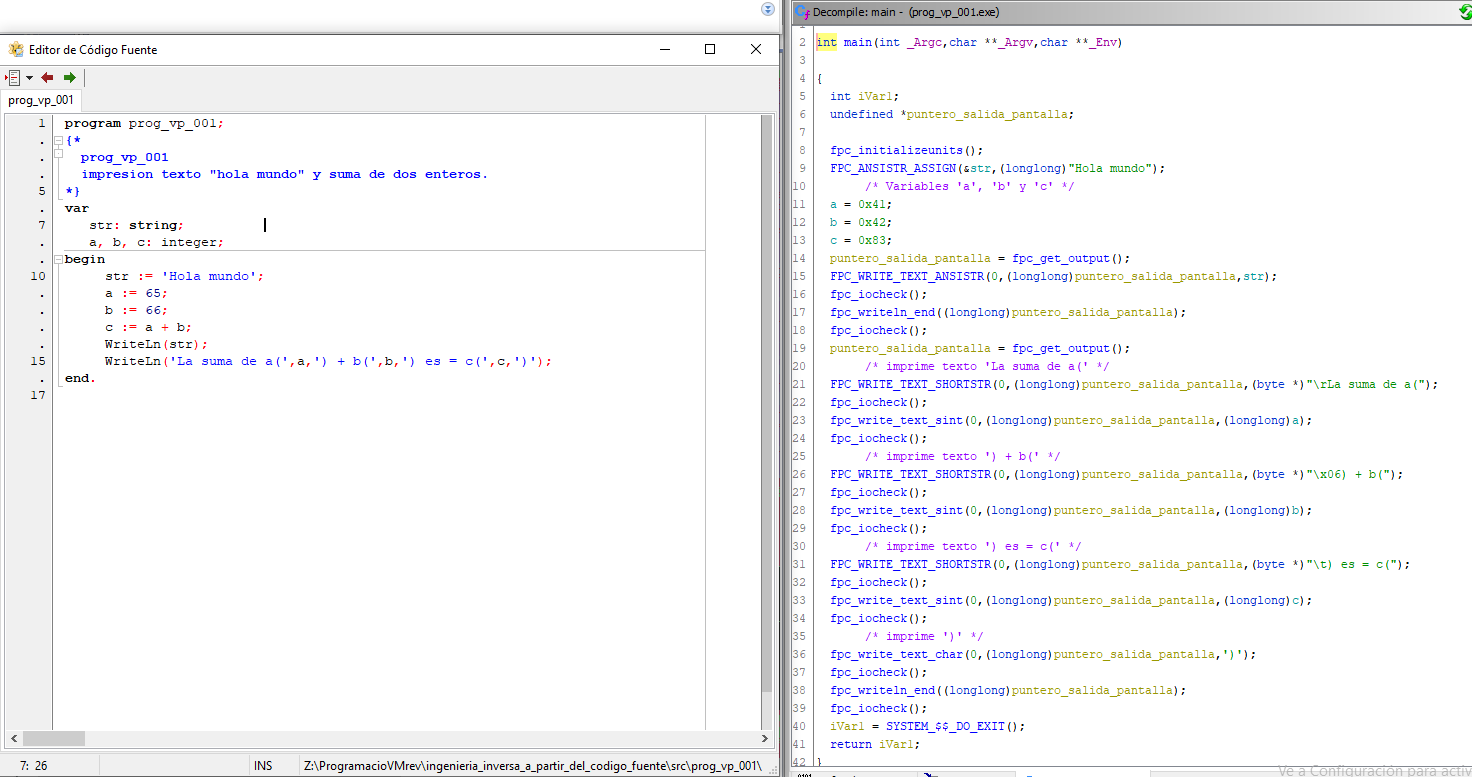 Editor de Código Fuente
prog_vp_001
1 program prog_vp_001;
. {*
. prog_vp_001
. impresion texto "hola mundo" y suma de dos enteros.
5 *}
. var
7 str: string;
. a, b, c: integer;
. begin
10 str := 'Hola mundo';
. a := 65;
. b := 66;
. c := a + b;
. WriteLn(str);
15 WriteLn('La suma de a(',a,') + b(',b,') es = c(',c,')');
. end.
17
7: 26
INS
Z:\ProgramacioVMrev\ingenieria_inversa_a_partir_del_codigo_fuente\src\prog_vp_001\
Decompile: main - (prog_vp_001.exe)
1
2 int main(int _Argc,char **_Argv,char **_Env)
3
4 {
5 int iVar1;
6 undefined *puntero_salida_pantalla;
7
8 fpc_initializeunits();
9 FPC_ANSISTR_ASSIGN(&str,(longlong)"Hola mundo");
10 /* Variables 'a', 'b' y 'c' */
11 a = 0x41;
12 b = 0x42;
13 c = 0x83;
14 puntero_salida_pantalla = fpc_get_output();
15 FPC_WRITE_TEXT_ANSISTR(0,(longlong)puntero_salida_pantalla,str);
16 fpc_iocheck();
17 fpc_writeln_end((longlong)puntero_salida_pantalla);
18 fpc_iocheck();
19 puntero_salida_pantalla = fpc_get_output();
20 /* imprime texto 'La suma de a(' */
21 FPC_WRITE_TEXT_SHORTSTR(0,(longlong)puntero_salida_pantalla,(byte *)"\rLa suma de a(");
22 fpc_iocheck();
23 fpc_write_text_sint(0,(longlong)puntero_salida_pantalla,(longlong)a);
24 fpc_iocheck();
25 /* imprime texto ') + b(' */
26 FPC_WRITE_TEXT_SHORTSTR(0,(longlong)puntero_salida_pantalla,(byte *)"\x06) + b(");
27 fpc_iocheck();
28 fpc_write_text_sint(0,(longlong)puntero_salida_pantalla,(longlong)b);
29 fpc_iocheck();
30 /* imprime texto ') es = c(' */
31 FPC_WRITE_TEXT_SHORTSTR(0,(longlong)puntero_salida_pantalla,(byte *)"\t) es = c(");
32 fpc_iocheck();
33 fpc_write_text_sint(0,(longlong)puntero_salida_pantalla,(longlong)c);
34 fpc_iocheck();
35 /* imprime ')' */
36 fpc_write_text_char(0,(longlong)puntero_salida_pantalla,')');
37 fpc_iocheck();
38 fpc_writeln_end((longlong)puntero_salida_pantalla);
39 fpc_iocheck();
40 iVar1 = SYSTEM_$$_DO_EXIT();
41 return iVar1;
42 }
Ve a Configuración para activ